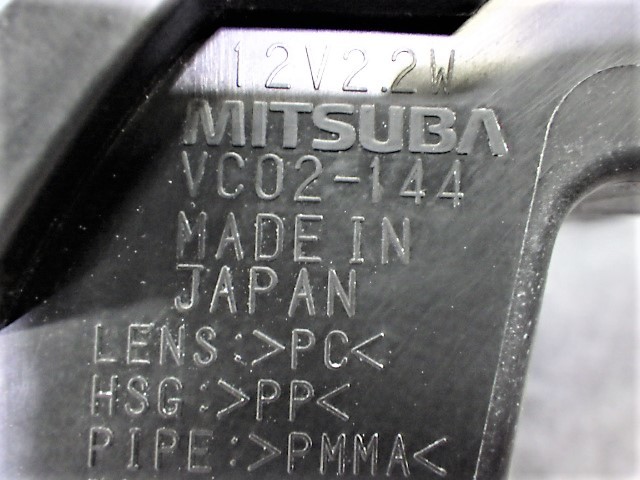 12V2.2W
MITSUBA
VC02-144
MADE IN
JAPAN
LENS:>PC<
HSG:>PP<
PIPE:>PMMA<